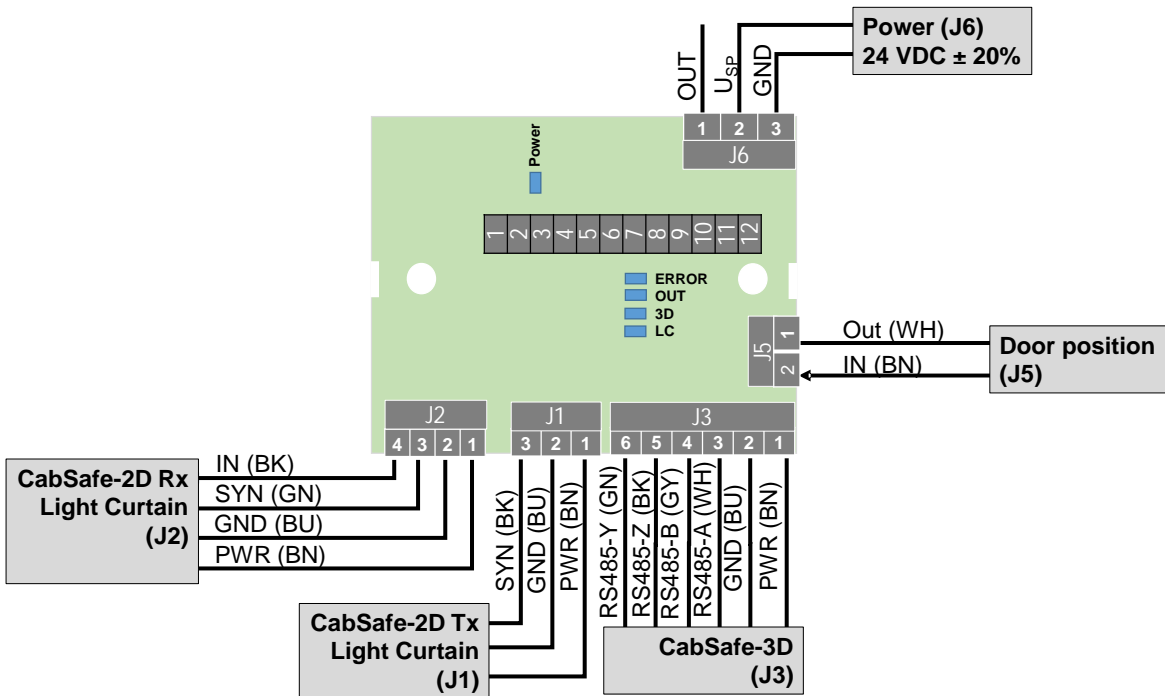 Power (J6)
24 VDC ± 20%
OUT
USP
GND
1 2 3
J6
Power
1 2 3 4 5 6 7 8 9 10 11 12
ERROR
OUT
3D
LC
J5
1
2
Out (WH)
IN (BN)
Door position
(J5)
J2
4 3 2 1
J1
3 2 1
J3
6 5 4 3 2 1
CabSafe-2D Rx
Light Curtain
(J2)
IN (BK)
SYN (GN)
GND (BU)
PWR (BN)
SYN (BK)
GND (BU)
PWR (BN)
RS485-Y (GN)
RS485-Z (BK)
RS485-B (GY)
RS485-A (WH)
GND (BU)
PWR (BN)
CabSafe-2D Tx
Light Curtain
(J1)
CabSafe-3D
(J3)